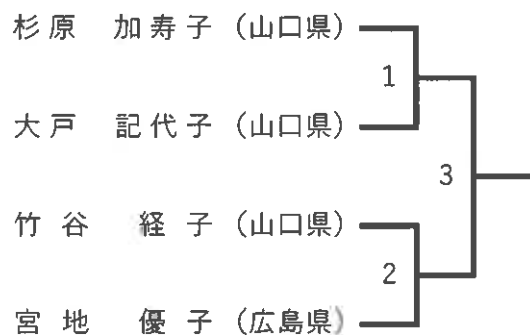 杉原 加寿子（山口県）
1
大戸 記代子（山口県）
3
竹谷 経子（山口県）
2
宮地 優子（広島県）